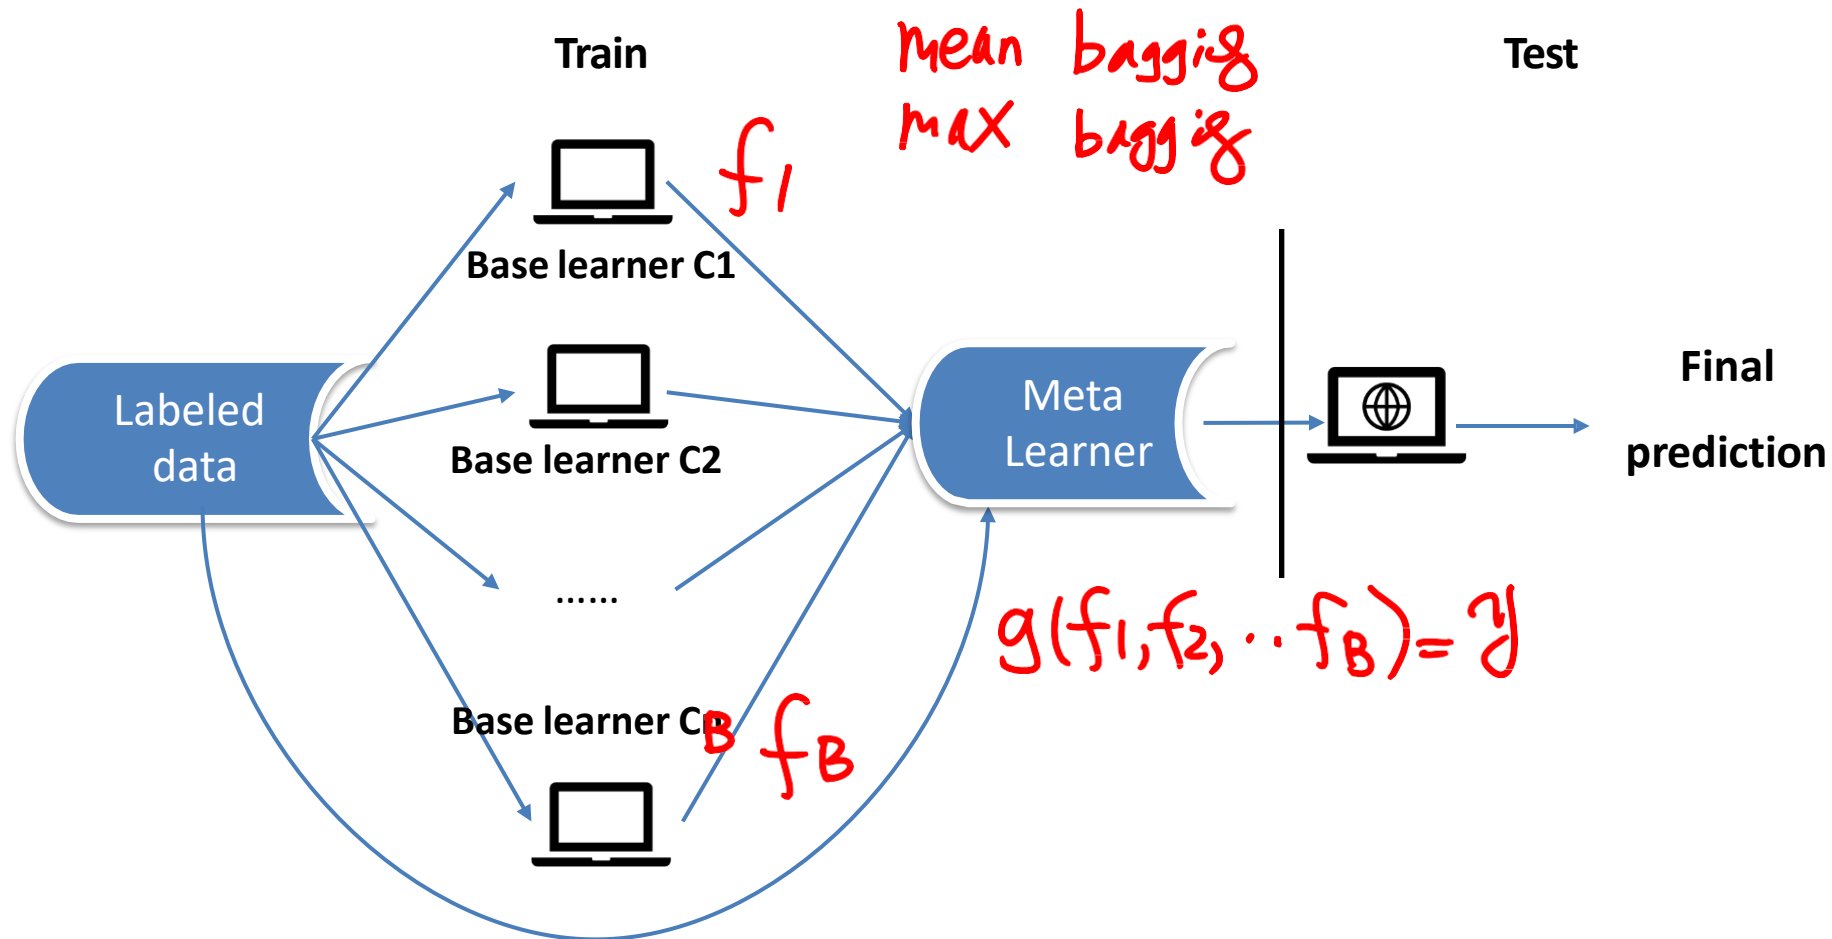 Train
mean bagging
Test
max bagging
f1
Base learner C1
Labeled
data
Base learner C2
Meta
Learner
Final
prediction
......
g(f1,f2, .. fB)= y
Base learner Cn
B fB